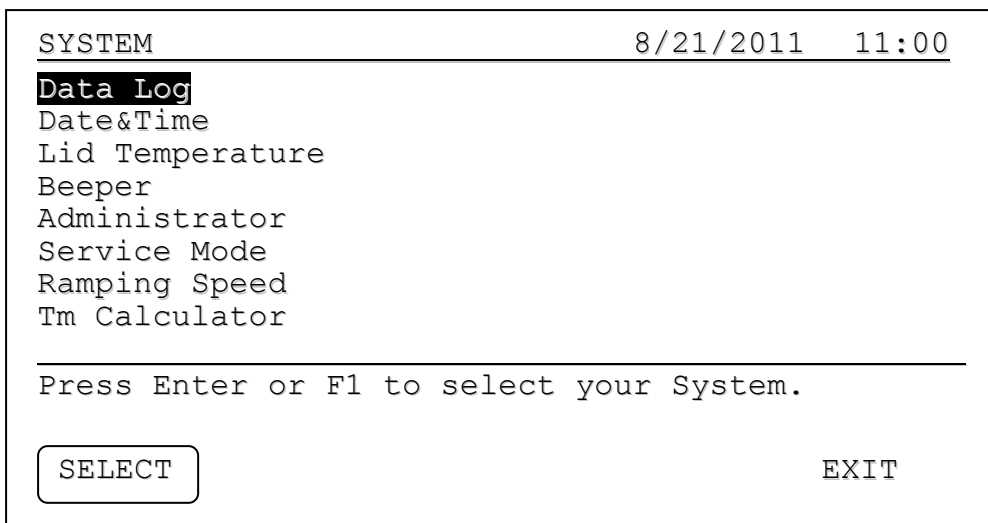 SYSTEM 8/21/2011 11:00
Data Log
Date&Time
Lid Temperature
Beeper
Administrator
Service Mode
Ramping Speed
Tm Calculator
Press Enter or F1 to select your System.
SELECT EXIT